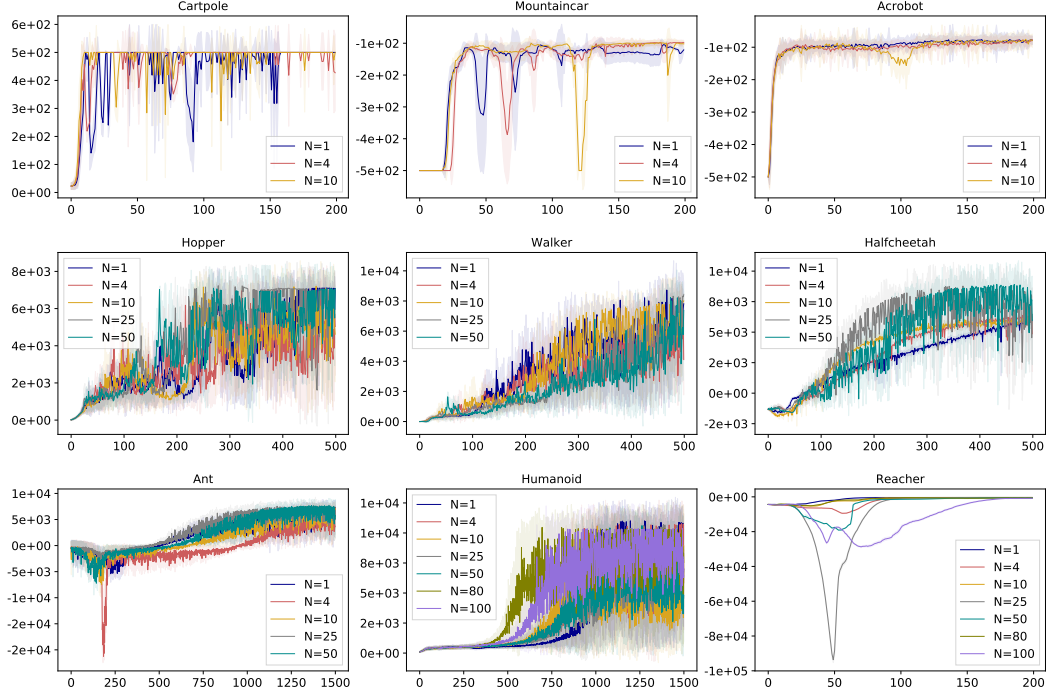 Cartpole
6e+02
5e+02
4e+02
3e+02
2e+02
1e+02
0e+00
0 50 100 150 200
N=1
N=4
N=10
Mountaincar
-1e+02
-2e+02
-3e+02
-4e+02
-5e+02
0 50 100 150 200
N=1
N=4
N=10
Acrobot
-1e+02
-2e+02
-3e+02
-4e+02
-5e+02
0 50 100 150 200
N=1
N=4
N=10
Hopper
8e+03
6e+03
4e+03
2e+03
0e+00
0 100 200 300 400 500
N=1
N=4
N=10
N=25
N=50
Walker
1e+04
8e+03
6e+03
4e+03
2e+03
0e+00
0 100 200 300 400 500
N=1
N=4
N=10
N=50
Halfcheetah
1e+04
8e+03
5e+03
2e+03
0e+00
-2e+03
0 100 200 300 400 500
N=1
N=4
N=10
N=25
N=50
Ant
1e+04
5e+03
0e+00
-5e+03
-1e+04
-2e+04
-2e+04
0 250 500 750 1000 1250 1500
N=1
N=4
N=10
N=25
N=50
Humanoid
1e+04
8e+03
6e+03
4e+03
2e+03
0e+00
0 250 500 750 1000 1250 1500
N=1
N=4
N=10
N=25
N=50
N=80
N=100
Reacher
0e+00
-2e+04
-4e+04
-6e+04
-8e+04
-1e+05
0 50 100 150 200
N=1
N=4
N=10
N=25
N=50
N=80
N=100